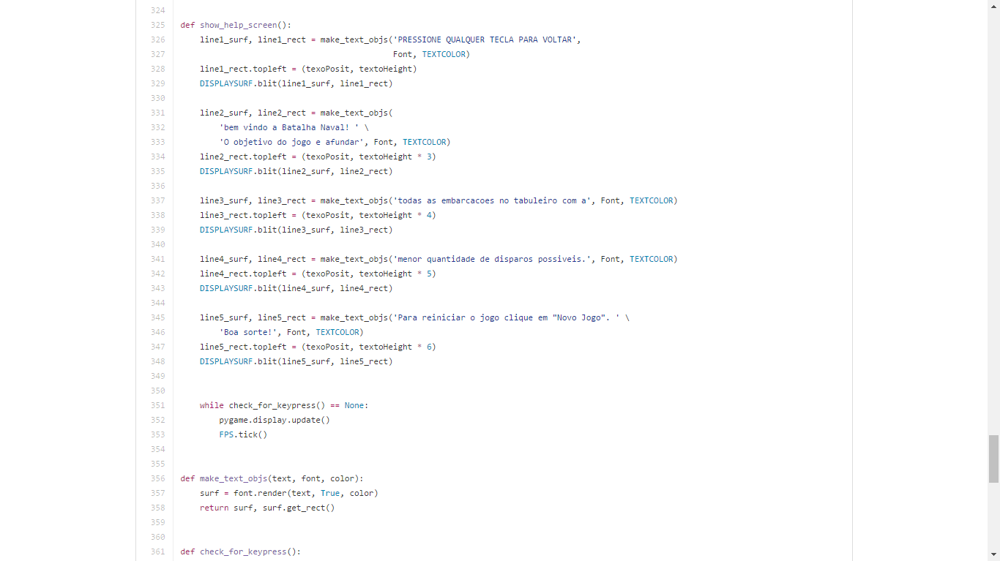 324
325 def show_help_screen():
326     line1_surf, line1_rect = make_text_objs('PRESSIONE QUALQUER TECLA PARA VOLTAR',
327                                             Font, TEXTCOLOR)
328     line1_rect.topleft = (texoPosit, textoHeight)
329     DISPLAYSURF.blit(line1_surf, line1_rect)
330
331     line2_surf, line2_rect = make_text_objs(
332         'bem vindo a Batalha Naval! ' \
333         'O objetivo do jogo e afundar', Font, TEXTCOLOR)
334     line2_rect.topleft = (texoPosit, textoHeight * 3)
335     DISPLAYSURF.blit(line2_surf, line2_rect)
336
337     line3_surf, line3_rect = make_text_objs('todas as embarcacoes no tabuleiro com a', Font, TEXTCOLOR)
338     line3_rect.topleft = (texoPosit, textoHeight * 4)
339     DISPLAYSURF.blit(line3_surf, line3_rect)
340
341     line4_surf, line4_rect = make_text_objs('menor quantidade de disparos possiveis.', Font, TEXTCOLOR)
342     line4_rect.topleft = (texoPosit, textoHeight * 5)
343     DISPLAYSURF.blit(line4_surf, line4_rect)
344
345     line5_surf, line5_rect = make_text_objs('Para reiniciar o jogo clique em "Novo Jogo". ' \
346         'Boa sorte!', Font, TEXTCOLOR)
347     line5_rect.topleft = (texoPosit, textoHeight * 6)
348     DISPLAYSURF.blit(line5_surf, line5_rect)
349
350
351     while check_for_keypress() == None:
352         pygame.display.update()
353         FPS.tick()
354
355
356 def make_text_objs(text, font, color):
357     surf = font.render(text, True, color)
358     return surf, surf.get_rect()
359
360
361 def check_for_keypress():